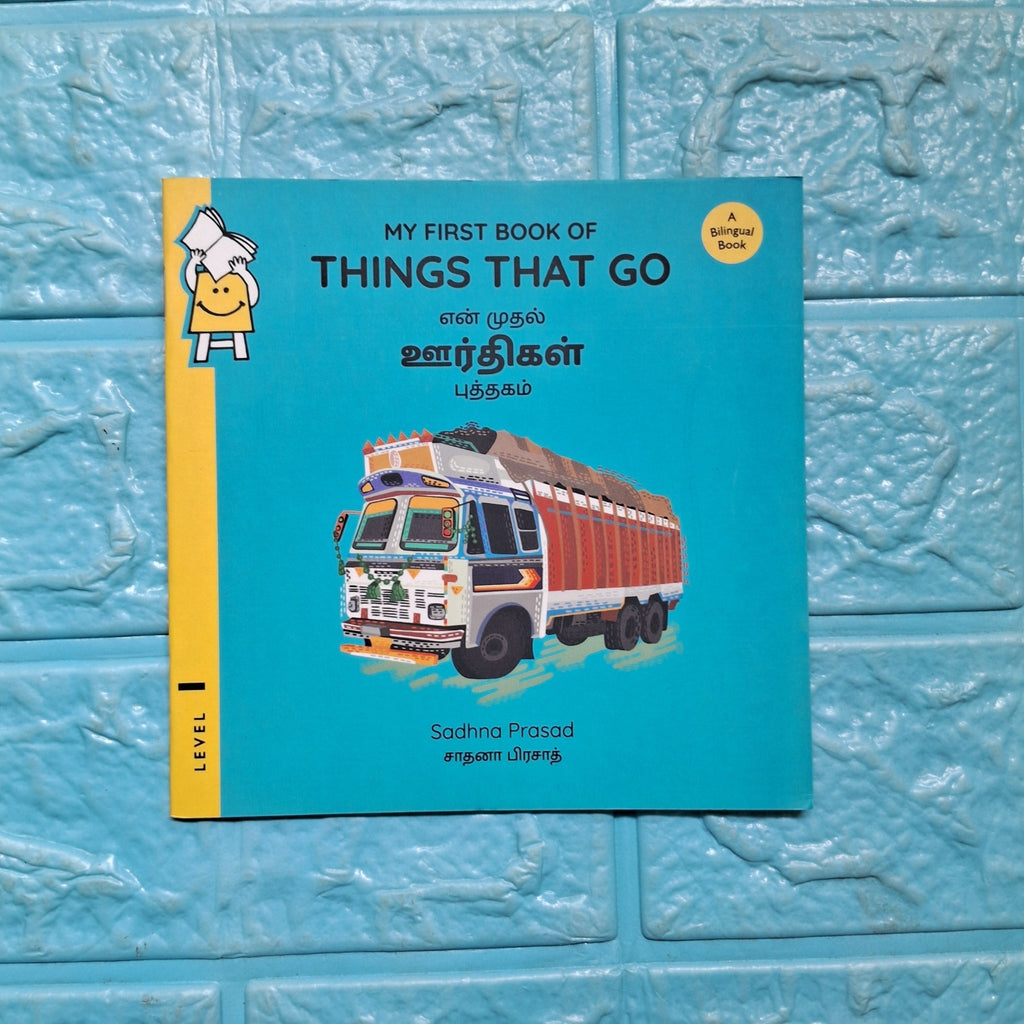 MY FIRST BOOK OF
THINGS THAT GO
என் முதல்
ஊர்திகள்
புத்தகம்
A
Bilingual
Book
Sadhna Prasad
சாதனா பிரசாத்
LEVEL 1